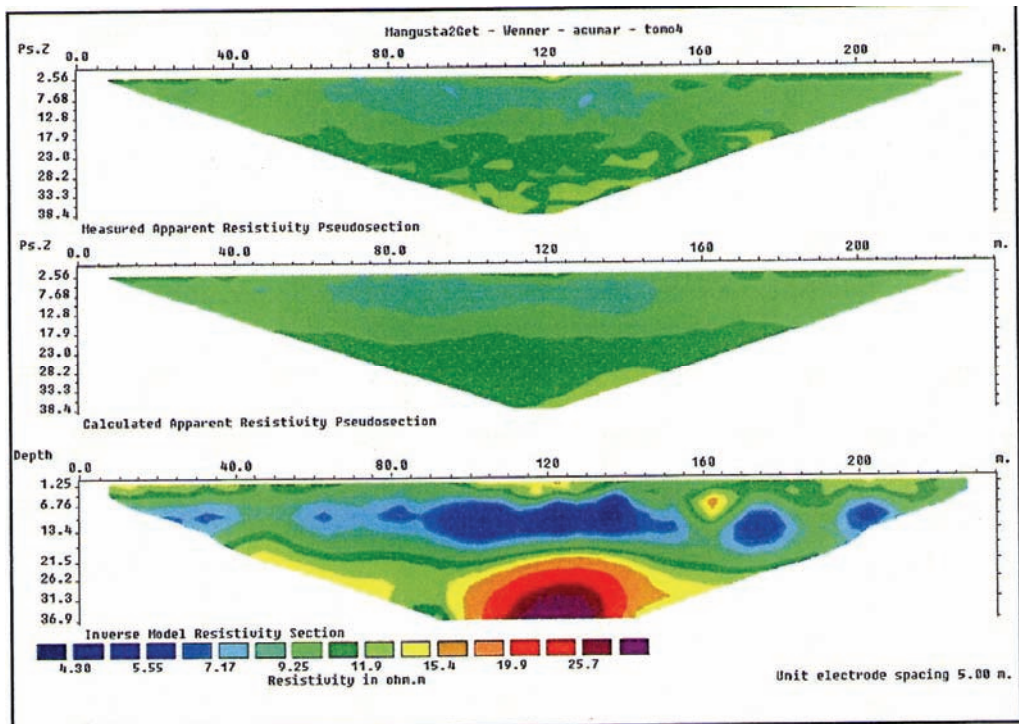 Mangusta2Get - Wenner - acumar - tomo4
Ps.Z 0.0 40.0 80.0 120 160 200 m.
2.56
7.68
12.8
17.9
23.0
28.2
33.3
38.4
Measured Apparent Resistivity Pseudosection
Ps.Z 0.0 40.0 80.0 120 160 200 m.
2.56
7.68
12.8
17.9
23.0
28.2
33.3
38.4
Calculated Apparent Resistivity Pseudosection
Depth 0.0 40.0 80.0 120 160 200 m.
1.25
6.76
13.4
21.5
26.2
31.3
36.9
Inverse Model Resistivity Section
4.30 5.55 7.17 9.25 11.9 15.4 19.9 25.7
Resistivity in ohm.m
Unit electrode spacing 5.00 m.